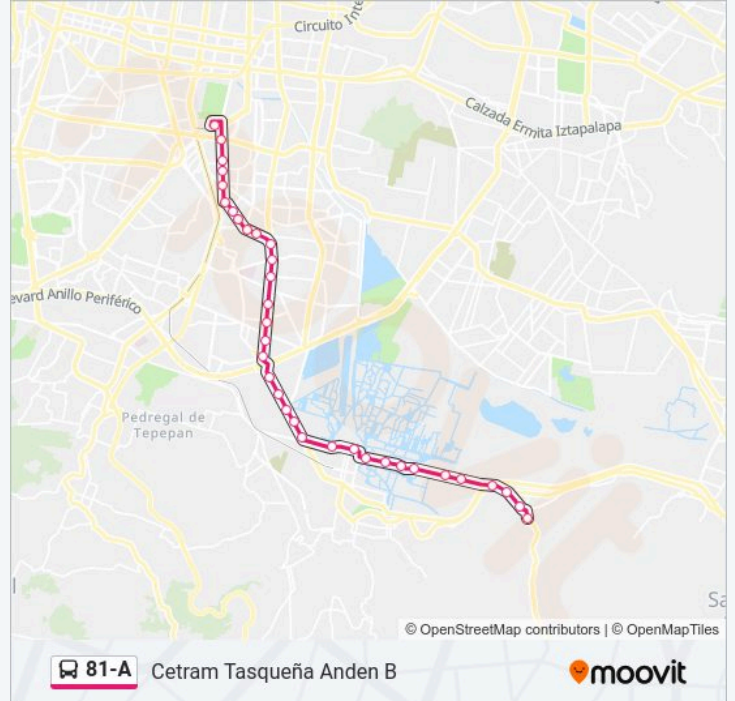 Circuito Inte
Calzada Ermita Iztapalapa
evard Anillo Periférico
Pedregal de
Tepepan
l
Sa
© OpenStreetMap contributors | © OpenMapTiles
81-A Cetram Tasqueña Anden B
moovit